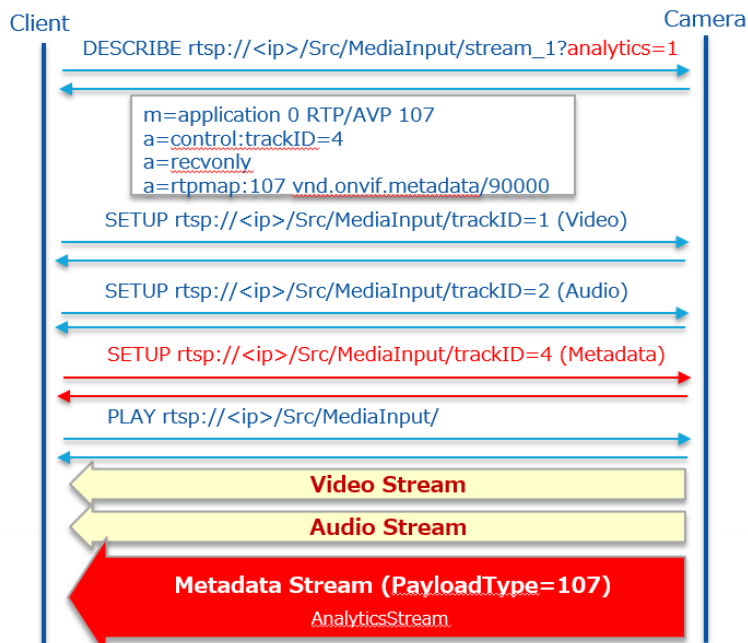 Client
Camera
DESCRIBE rtsp://<ip>/Src/MediaInput/stream_1?analytics=1
m=application 0 RTP/AVP 107
a=control:trackID=4
a=recvonly
a=rtpmap:107 vnd.onvif.metadata/90000
SETUP rtsp://<ip>/Src/MediaInput/trackID=1 (Video)
SETUP rtsp://<ip>/Src/MediaInput/trackID=2 (Audio)
SETUP rtsp://<ip>/Src/MediaInput/trackID=4 (Metadata)
PLAY rtsp://<ip>/Src/MediaInput/
Video Stream
Audio Stream
Metadata Stream (PayloadType=107)
AnalyticsStream